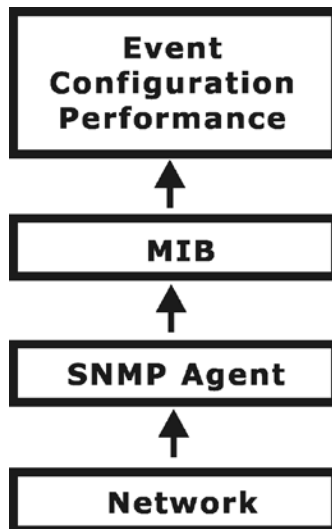 Event
Configuration
Performance
MIB
SNMP Agent
Network